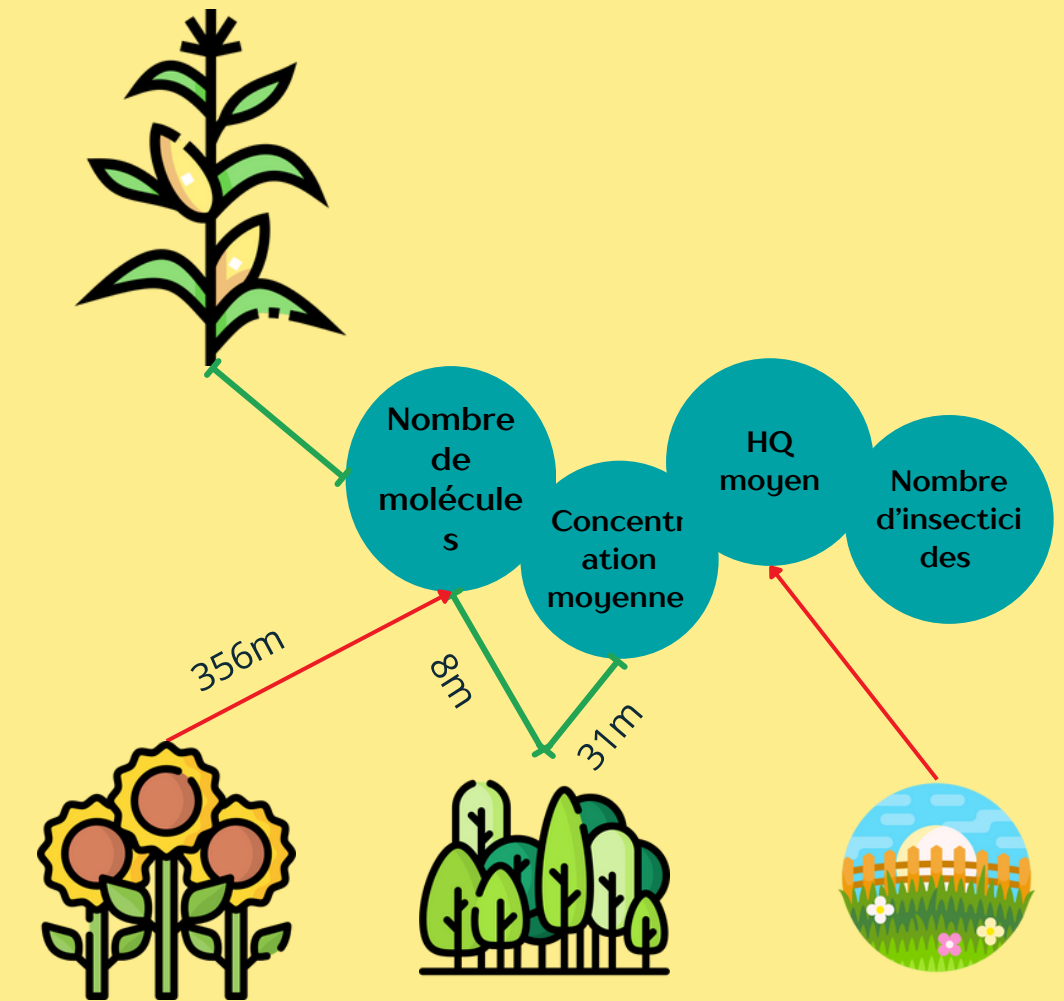 Nombre
de
molécule
s
Concentr
ation
moyenne
HQ
moyen
Nombre
d'insectici
des
356m
8m
31m